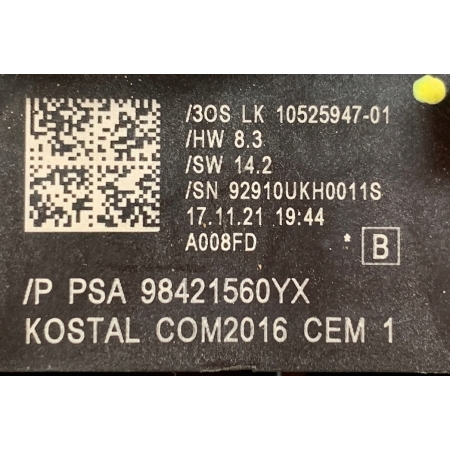 /3OS LK 10525947-01
/HW 8.3
/SW 14.2
/SN 92910UKH0011S
17.11.21 19:44
A008FD * B
/P PSA 98421560YX
KOSTAL COM2016 CEM 1